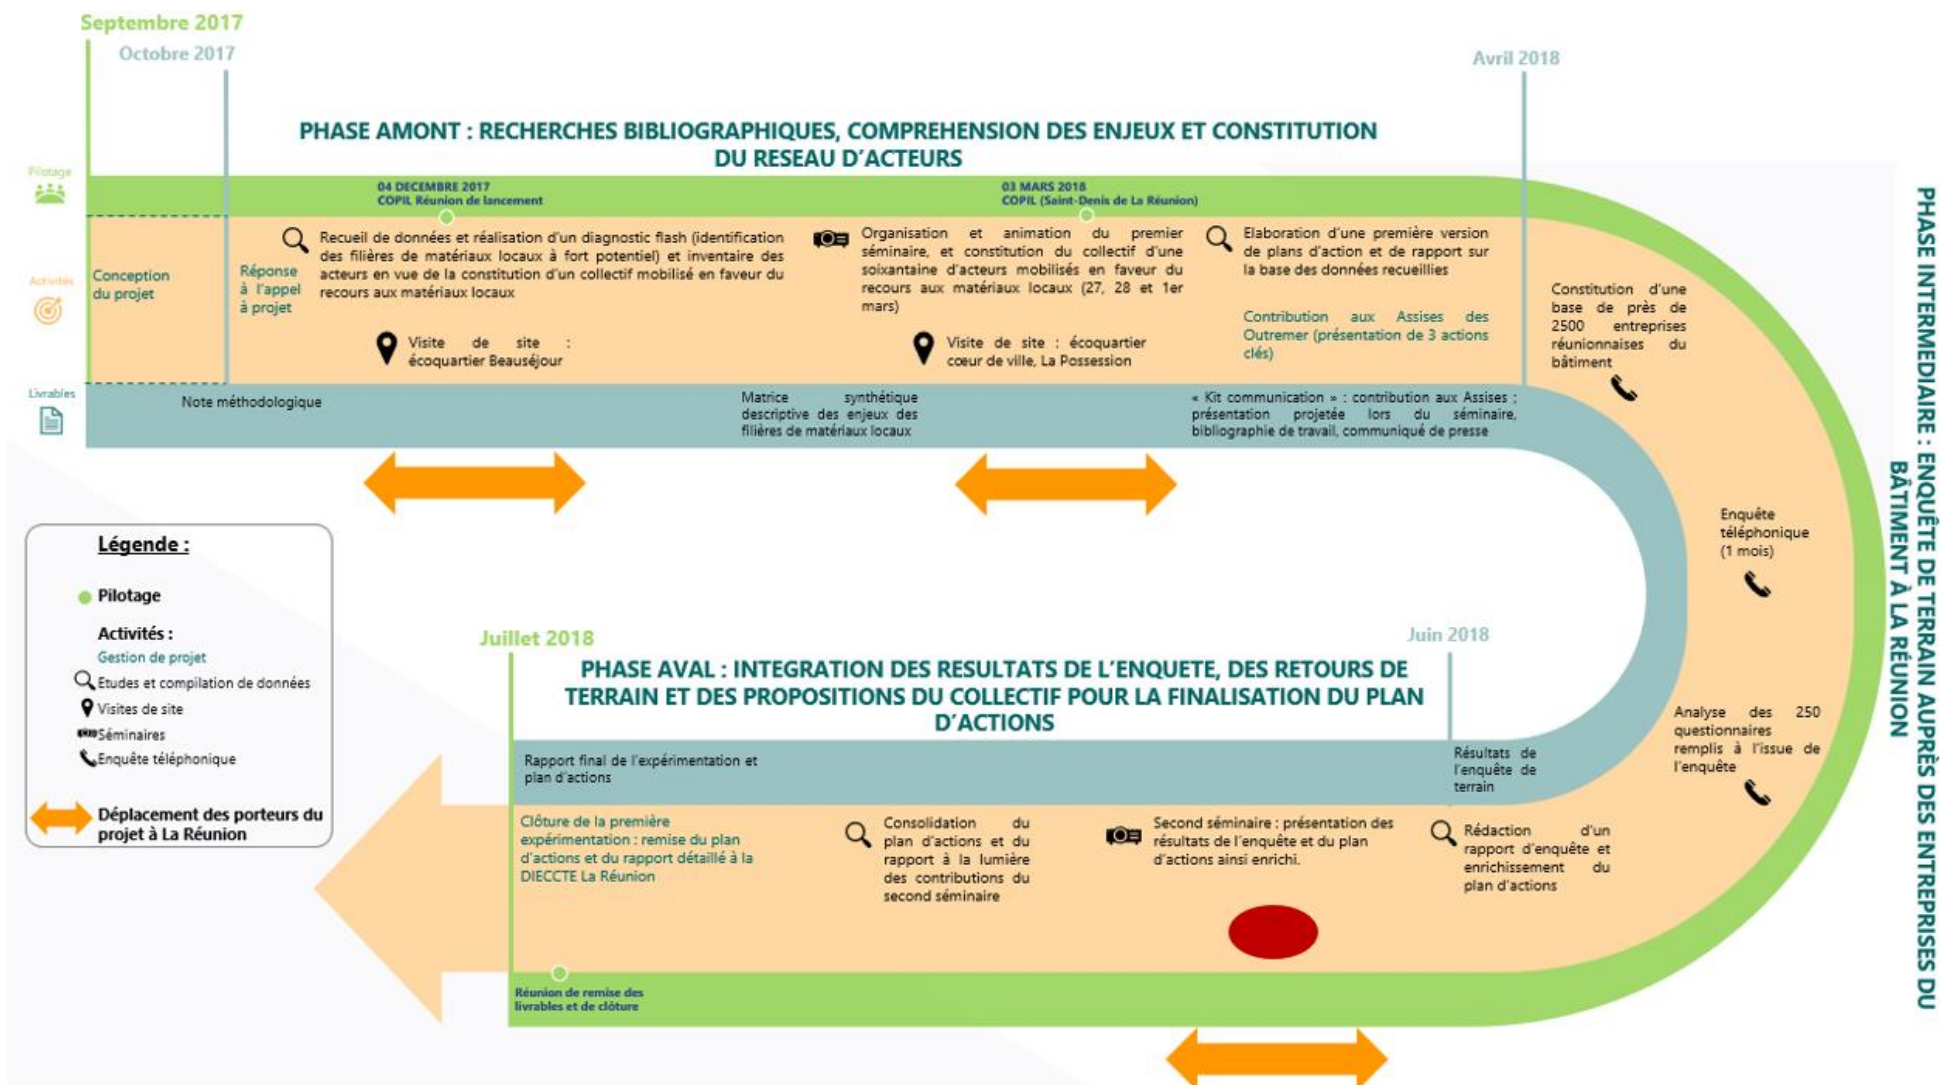 Septembre 2017
Octobre 2017
Avril 2018
PHASE AMONT : RECHERCHES BIBLIOGRAPHIQUES, COMPREHENSION DES ENJEUX ET CONSTITUTION
DU RESEAU D'ACTEURS
Pilotage
04 DECEMBRE 2017
COPIL Réunion de lancement
03 MARS 2018
COPIL (Saint-Denis de La Réunion)
Activités
Conception
du projet
Réponse
à l'appel
à projet
Recueil de données et réalisation d'un diagnostic flash (identification
des filières de matériaux locaux à fort potentiel) et inventaire des
acteurs en vue de la constitution d'un collectif mobilisé en faveur du
recours aux matériaux locaux
Visite de site :
écoquartier Beauséjour
Organisation et animation du premier
séminaire, et constitution du collectif d'une
soixantaine d'acteurs mobilisés en faveur du
recours aux matériaux locaux (27, 28 et 1er
mars)
Visite de site : écoquartier
cœur de ville, La Possession
Elaboration d'une première version
de plans d'action et de rapport sur
la base des données recueillies
Contribution aux Assises des
Outremer (présentation de 3 actions
clés)
Livrables
Note méthodologique
Matrice synthétique
descriptive des enjeux des
filières de matériaux locaux
« Kit communication » : contribution aux Assises ;
présentation projetée lors du séminaire,
bibliographie de travail, communiqué de presse
PHASE INTERMEDIAIRE : ENQUÊTE DE TERRAIN AUPRÈS DES ENTREPRISES DU
BÂTIMENT À LA RÉUNION
Constitution d'une
base de près de
2500 entreprises
réunionnaises du
bâtiment
Enquête
téléphonique
(1 mois)
Analyse des 250
questionnaires
remplis à l'issue de
l'enquête
Légende :
Pilotage
Activités :
Gestion de projet
Etudes et compilation de données
Visites de site
Séminaires
Enquête téléphonique
Déplacement des porteurs du
projet à La Réunion
Juillet 2018
Juin 2018
PHASE AVAL : INTEGRATION DES RESULTATS DE L'ENQUETE, DES RETOURS DE
TERRAIN ET DES PROPOSITIONS DU COLLECTIF POUR LA FINALISATION DU PLAN
D'ACTIONS
Rapport final de l'expérimentation et
plan d'actions
Résultats de
l'enquête de
terrain
Clôture de la première
expérimentation : remise du plan
d'actions et du rapport détaillé à la
DIECCTE La Réunion
Consolidation du
plan d'actions et du
rapport à la lumière
des contributions du
second séminaire
Second séminaire : présentation des
résultats de l'enquête et du plan
d'actions ainsi enrichi.
Rédaction d'un
rapport d'enquête et
enrichissement du
plan d'actions
Réunion de remise des
livrables et de clôture